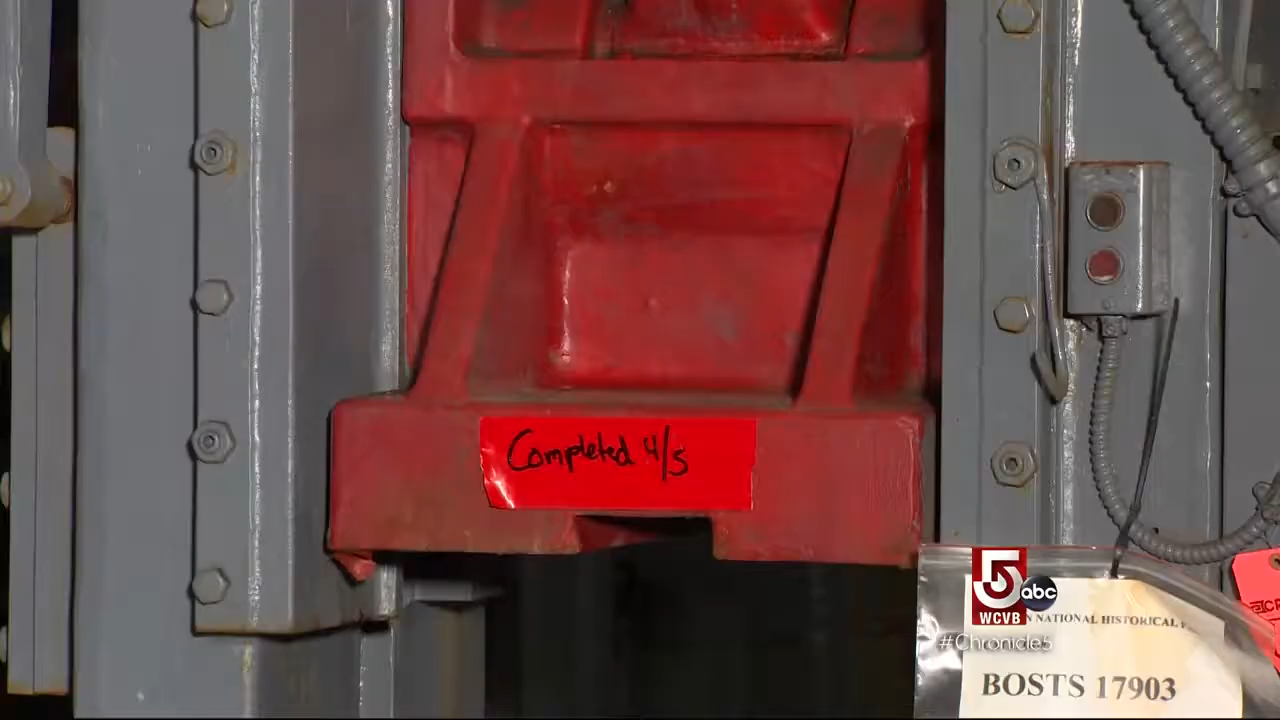 Completed 4/5
5
abc
WCVB
N NATIONAL HISTORICAL
#Chronicle5
BOSTS 17903